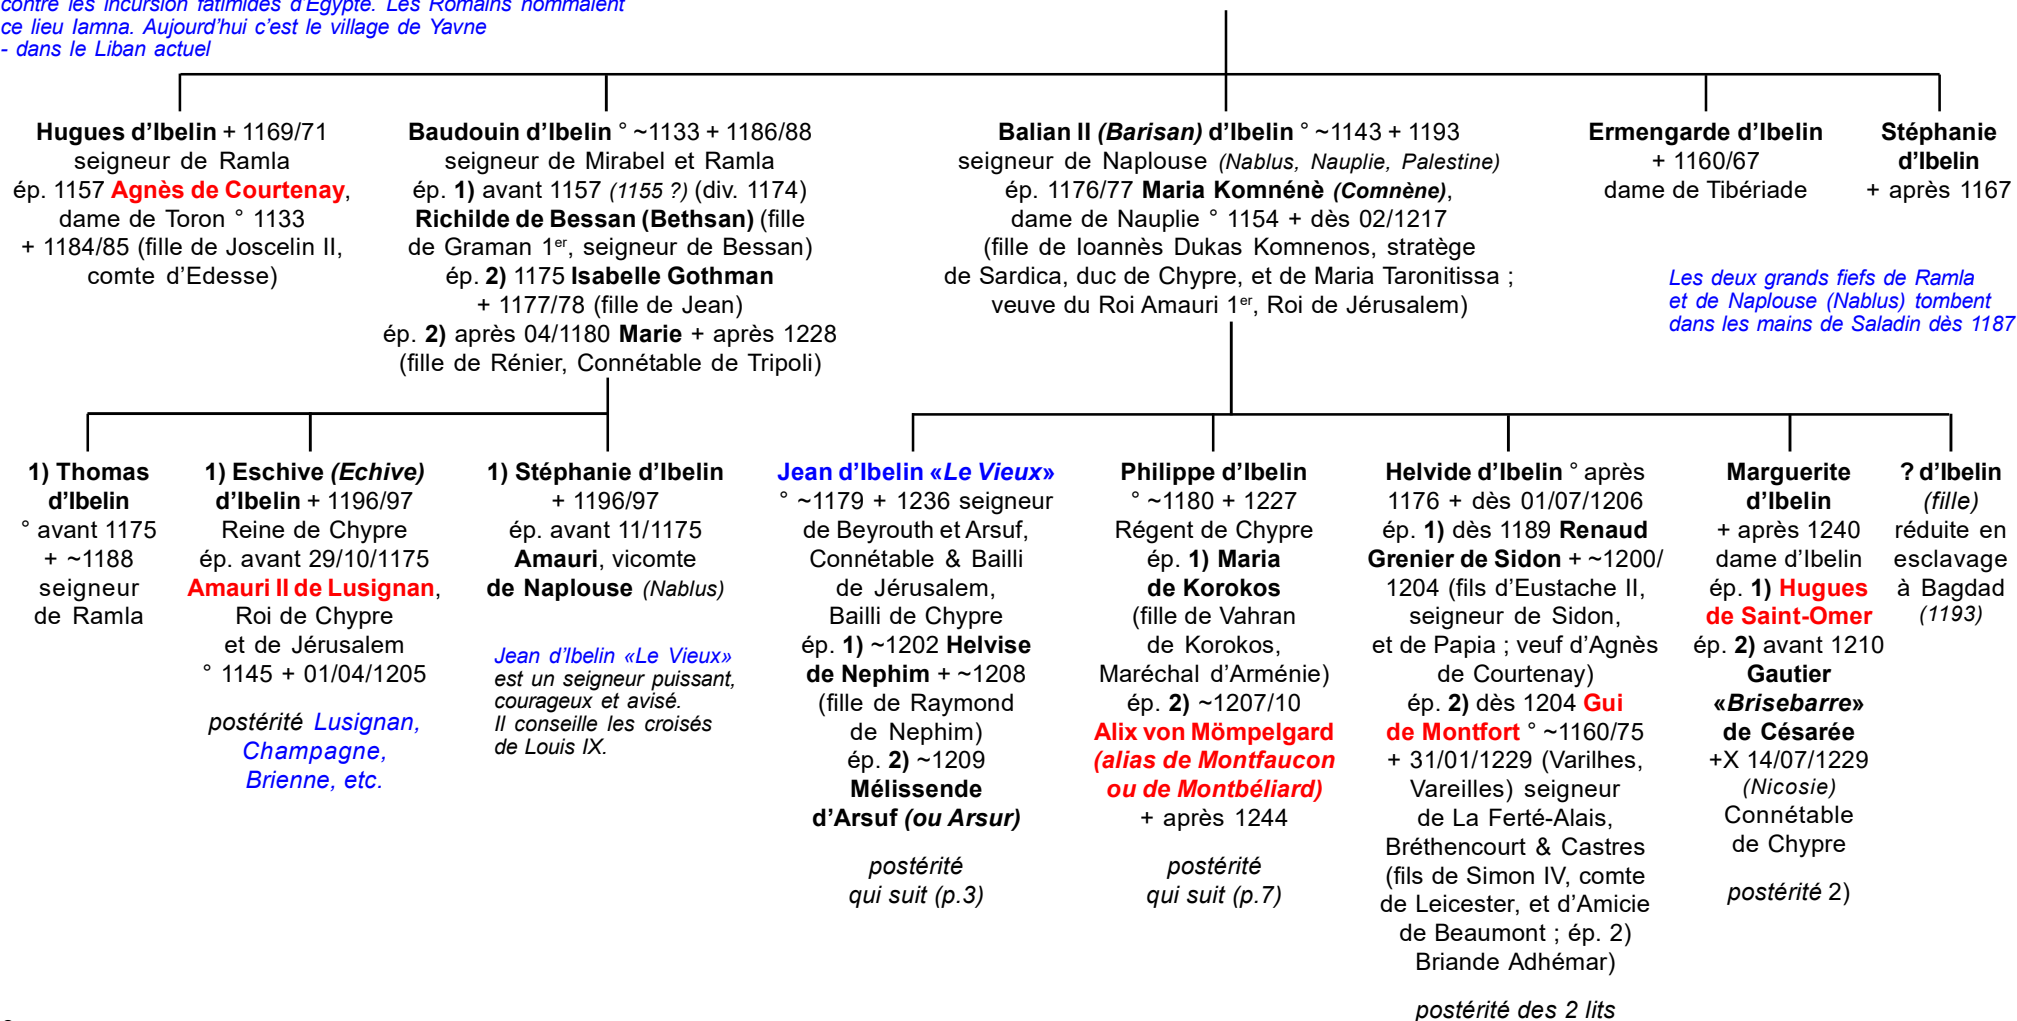 contre les incursion fatimides d'Egypte. Les Romains nommaient
ce lieu Iamna. Aujourd'hui c'est le village de Yavne
- dans le Liban actuel
Hugues d'Ibelin + 1169/71
seigneur de Ramla
ép. 1157 Agnès de Courtenay,
dame de Toron ° 1133
+ 1184/85 (fille de Joscelin II,
comte d'Edesse)
Baudouin d'Ibelin ° ~1133 + 1186/88
seigneur de Mirabel et Ramla
ép. 1) avant 1157 (1155 ?) (div. 1174)
Richilde de Bessan (Bethsan) (fille
de Graman 1er, seigneur de Bessan)
ép. 2) 1175 Isabelle Gothman
+ 1177/78 (fille de Jean)
ép. 2) après 04/1180 Marie + après 1228
(fille de Rénier, Connétable de Tripoli)
Balian II (Barisan) d'Ibelin ° ~1143 + 1193
seigneur de Naplouse (Nablus, Nauplie, Palestine)
ép. 1176/77 Maria Komnénè (Comnène),
dame de Nauplie ° 1154 + dès 02/1217
(fille de Ioannès Dukas Komnenos, stratège
de Sardica, duc de Chypre, et de Maria Taronitissa ;
veuve du Roi Amauri 1er, Roi de Jérusalem)
Ermengarde d'Ibelin
+ 1160/67
dame de Tibériade
Stéphanie
d'Ibelin
+ après 1167
Les deux grands fiefs de Ramla
et de Naplouse (Nablus) tombent
dans les mains de Saladin dès 1187
1) Thomas
d'Ibelin
° avant 1175
+ ~1188
seigneur
de Ramla
1) Eschive (Echive)
d'Ibelin + 1196/97
Reine de Chypre
ép. avant 29/10/1175
Amauri II de Lusignan,
Roi de Chypre
et de Jérusalem
° 1145 + 01/04/1205
postérité Lusignan,
Champagne,
Brienne, etc.
1) Stéphanie d'Ibelin
+ 1196/97
ép. avant 11/1175
Amauri, vicomte
de Naplouse (Nablus)
Jean d'Ibelin «Le Vieux»
est un seigneur puissant,
courageux et avisé.
Il conseille les croisés
de Louis IX.
Jean d'Ibelin «Le Vieux»
° ~1179 + 1236 seigneur
de Beyrouth et Arsuf,
Connétable & Bailli
de Jérusalem,
Bailli de Chypre
ép. 1) ~1202 Helvise
de Nephim + ~1208
(fille de Raymond
de Nephim)
ép. 2) ~1209
Mélissende
d'Arsuf (ou Arsur)
postérité
qui suit (p.3)
Philippe d'Ibelin
° ~1180 + 1227
Régent de Chypre
ép. 1) Maria
de Korokos
(fille de Vahran
de Korokos,
Maréchal d'Arménie)
ép. 2) ~1207/10
Alix von Mömpelgard
(alias de Montfaucon
ou de Montbéliard)
+ après 1244
postérité
qui suit (p.7)
Helvide d'Ibelin ° après
1176 + dès 01/07/1206
ép. 1) dès 1189 Renaud
Grenier de Sidon + ~1200/
1204 (fils d'Eustache II,
seigneur de Sidon,
et de Papia ; veuf d'Agnès
de Courtenay)
ép. 2) dès 1204 Gui
de Montfort ° ~1160/75
+ 31/01/1229 (Varilhes,
Vareilles) seigneur
de La Ferté-Alais,
Bréthencourt & Castres
(fils de Simon IV, comte
de Leicester, et d'Amicie
de Beaumont ; ép. 2)
Briande Adhémar)
postérité des 2 lits
Marguerite
d'Ibelin
+ après 1240
dame d'Ibelin
ép. 1) Hugues
de Saint-Omer
ép. 2) avant 1210
Gautier
«Brisebarre»
de Césarée
+X 14/07/1229
(Nicosie)
Connétable
de Chypre
postérité 2)
? d'Ibelin
(fille)
réduite en
esclavage
à Bagdad
(1193)